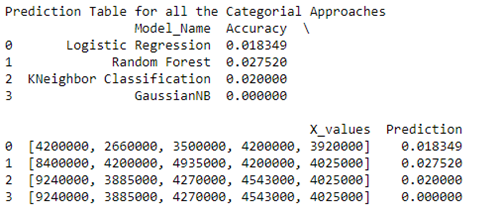 Prediction Table for all the Categorial Approaches
Model_Name Accuracy \
0 Logistic Regression 0.018349
1 Random Forest 0.027520
2 KNeighbor Classification 0.020000
3 GaussianNB 0.000000
X_values Prediction
0 [4200000, 2660000, 3500000, 4200000, 3920000] 0.018349
1 [8400000, 4200000, 4935000, 4200000, 4025000] 0.027520
2 [9240000, 3885000, 4270000, 4543000, 4025000] 0.020000
3 [9240000, 3885000, 4270000, 4543000, 4025000] 0.000000